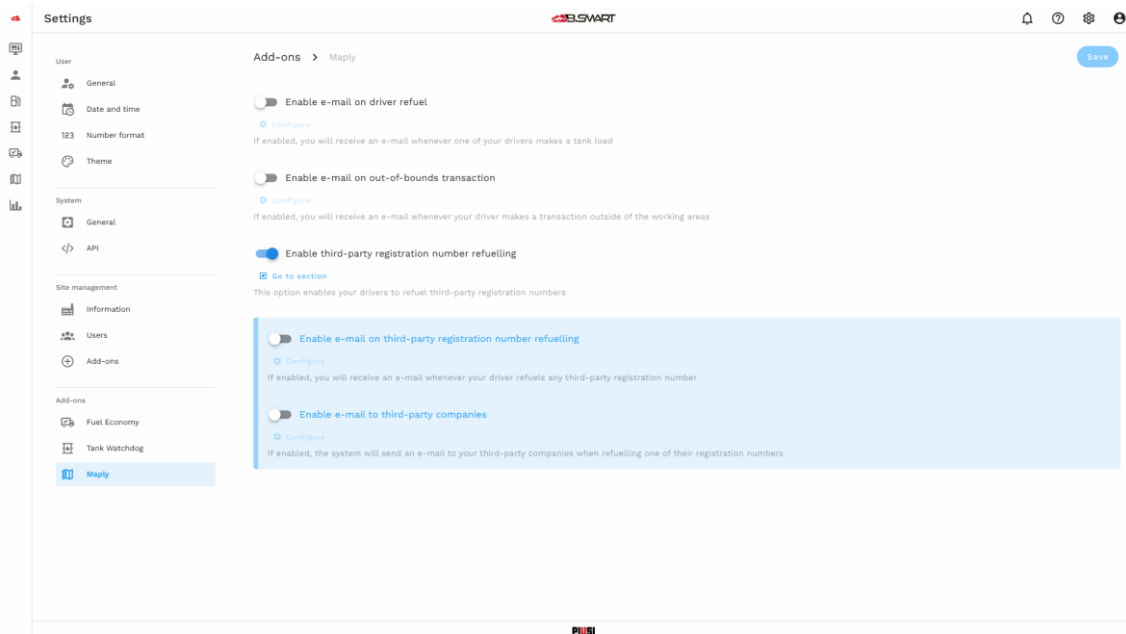 Settings
B.SMART
User
General
Date and time
123 Number format
Theme
System
General
</> API
Site management
Information
Users
Add-ons
Add-ons
Fuel Economy
Tank Watchdog
Maply
Add-ons > Maply
Save
Enable e-mail on driver refuel
Configure
If enabled, you will receive an e-mail whenever one of your drivers makes a tank load
Enable e-mail on out-of-bounds transaction
Configure
If enabled, you will receive an e-mail whenever your driver makes a transaction outside of the working areas
Enable third-party registration number refuelling
Go to section
This option enables your drivers to refuel third-party registration numbers
Enable e-mail on third-party registration number refuelling
Configure
If enabled, you will receive an e-mail whenever your driver refuels any third-party registration number
Enable e-mail to third-party companies
Configure
If enabled, the system will send an e-mail to your third-party companies when refuelling one of their registration numbers
PIUSI